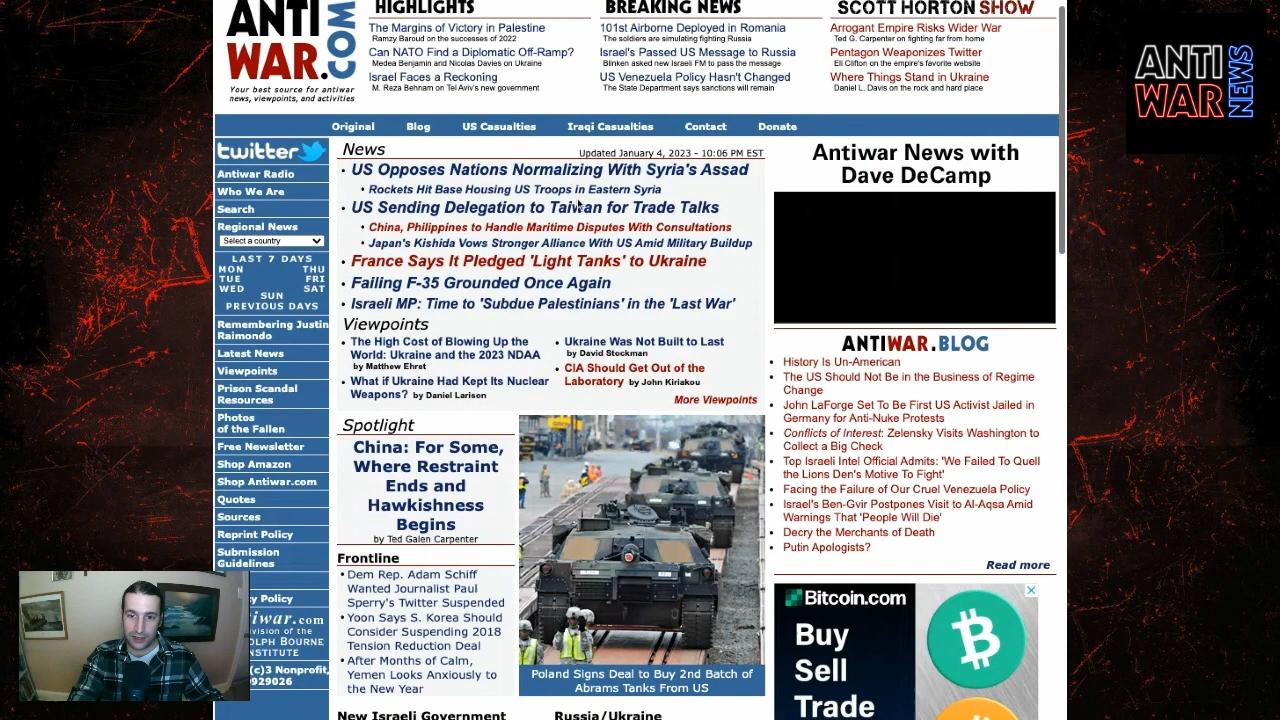 ANTI
WAR.COM
Your best source for antiwar
news, viewpoints, and activities
HIGHLIGHTS
The Margins of Victory in Palestine
Ramzy Baroud on the successes of 2022
Can NATO Find a Diplomatic Off-Ramp?
Medea Benjamin and Nicolas Davies on Ukraine
Israel Faces a Reckoning
M. Reza Behnam on Tel Aviv's new government
BREAKING NEWS
101st Airborne Deployed in Romania
The soldiers are simulating fighting Russia
Israel's Passed US Message to Russia
Blinken asked new Israeli FM to pass the message
US Venezuela Policy Hasn't Changed
The State Department says sanctions will remain
SCOTT HORTON SHOW
Arrogant Empire Risks Wider War
Ted G. Carpenter on fighting far from home
Pentagon Weaponizes Twitter
Eli Clifton on the empire's favorite website
Where Things Stand in Ukraine
Daniel L. Davis on the rock and hard place
ANTI
WAR NEWS
Original Blog US Casualties Iraqi Casualties Contact Donate
twitter
Antiwar Radio
Who We Are
Search
Regional News
Select a country
LAST 7 DAYS
MON THU
TUE FRI
WED SAT
SUN
PREVIOUS DAYS
Remembering Justin
Raimondo
Latest News
Viewpoints
Prison Scandal
Resources
Photos
of the Fallen
Free Newsletter
Shop Amazon
Shop Antiwar.com
Quotes
Sources
Reprint Policy
Submission
Guidelines
y Policy
iwar.com
vision of the
OLPH BOURNE
NSTITUTE
(c)3 Nonprofit,
929026
News
Updated January 4, 2023 - 10:06 PM EST
• US Opposes Nations Normalizing With Syria's Assad
• Rockets Hit Base Housing US Troops in Eastern Syria
• US Sending Delegation to Taiwan for Trade Talks
• China, Philippines to Handle Maritime Disputes With Consultations
• Japan's Kishida Vows Stronger Alliance With US Amid Military Buildup
• France Says It Pledged 'Light Tanks' to Ukraine
• Failing F-35 Grounded Once Again
• Israeli MP: Time to 'Subdue Palestinians' in the 'Last War'
Viewpoints
• The High Cost of Blowing Up the
World: Ukraine and the 2023 NDAA
by Matthew Ehret
• What if Ukraine Had Kept Its Nuclear
Weapons? by Daniel Larison
• Ukraine Was Not Built to Last
by David Stockman
• CIA Should Get Out of the
Laboratory by John Kiriakou
More Viewpoints
Spotlight
China: For Some,
Where Restraint
Ends and
Hawkishness
Begins
by Ted Galen Carpenter
Frontline
• Dem Rep. Adam Schiff
Wanted Journalist Paul
Sperry's Twitter Suspended
• Yoon Says S. Korea Should
Consider Suspending 2018
Tension Reduction Deal
• After Months of Calm,
Yemen Looks Anxiously to
the New Year
Poland Signs Deal to Buy 2nd Batch of
Abrams Tanks From US
New Israeli Government
Russia/Ukraine
Antiwar News with
Dave DeCamp
ANTIWAR.BLOG
• History Is Un-American
• The US Should Not Be in the Business of Regime
Change
• John LaForge Set To Be First US Activist Jailed in
Germany for Anti-Nuke Protests
• Conflicts of Interest: Zelensky Visits Washington to
Collect a Big Check
• Top Israeli Intel Official Admits: 'We Failed To Quell
the Lions Den's Motive To Fight'
• Facing the Failure of Our Cruel Venezuela Policy
• Israel's Ben-Gvir Postpones Visit to Al-Aqsa Amid
Warnings That 'People Will Die'
• Decry the Merchants of Death
• Putin Apologists?
Read more
Bitcoin.com
Buy
Sell
Trade